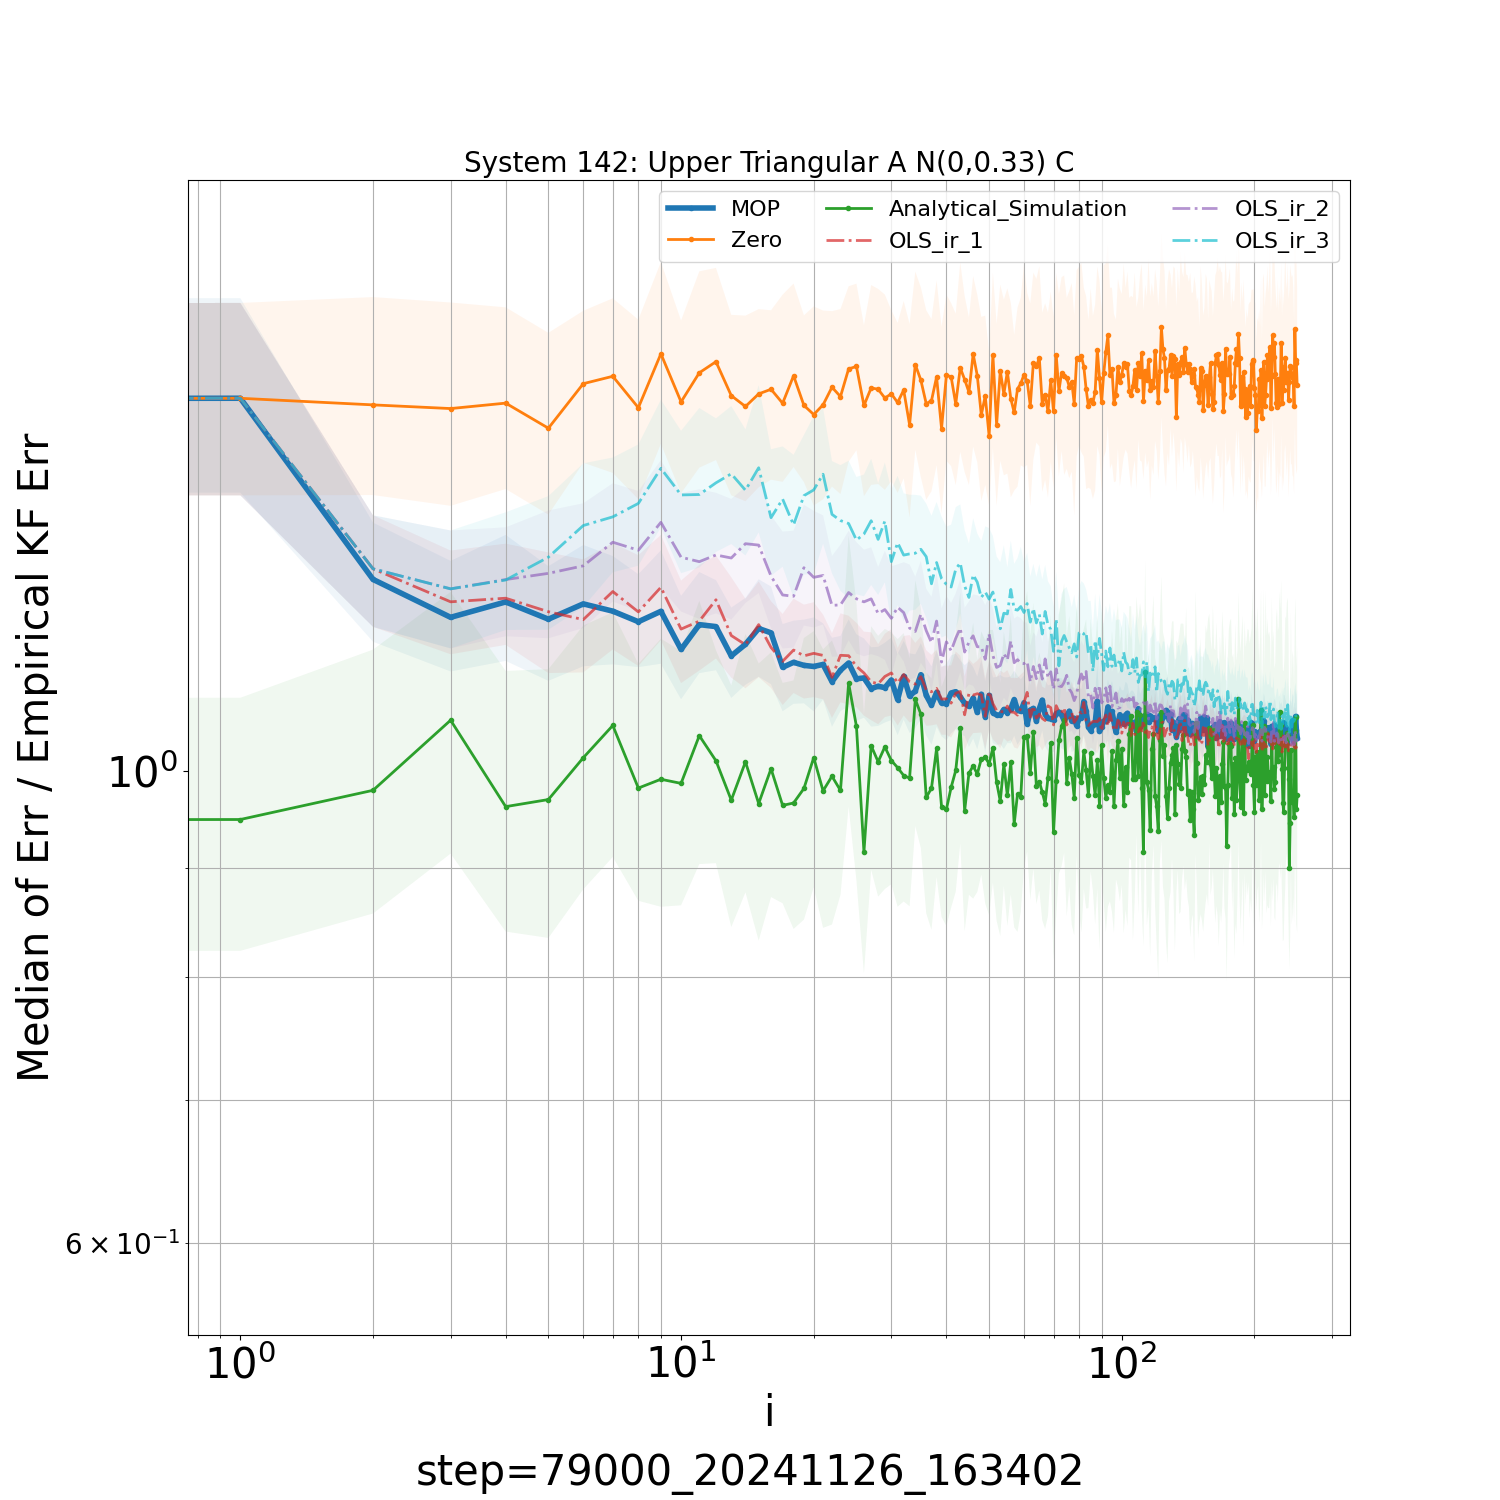 System 142: Upper Triangular A N(0,0.33) C
MOP
Zero
Analytical_Simulation
OLS_ir_1
OLS_ir_2
OLS_ir_3
Median of Err / Empirical KF Err
10⁰
6 × 10⁻¹
10⁰ 10¹ 10²
i
step=79000_20241126_163402